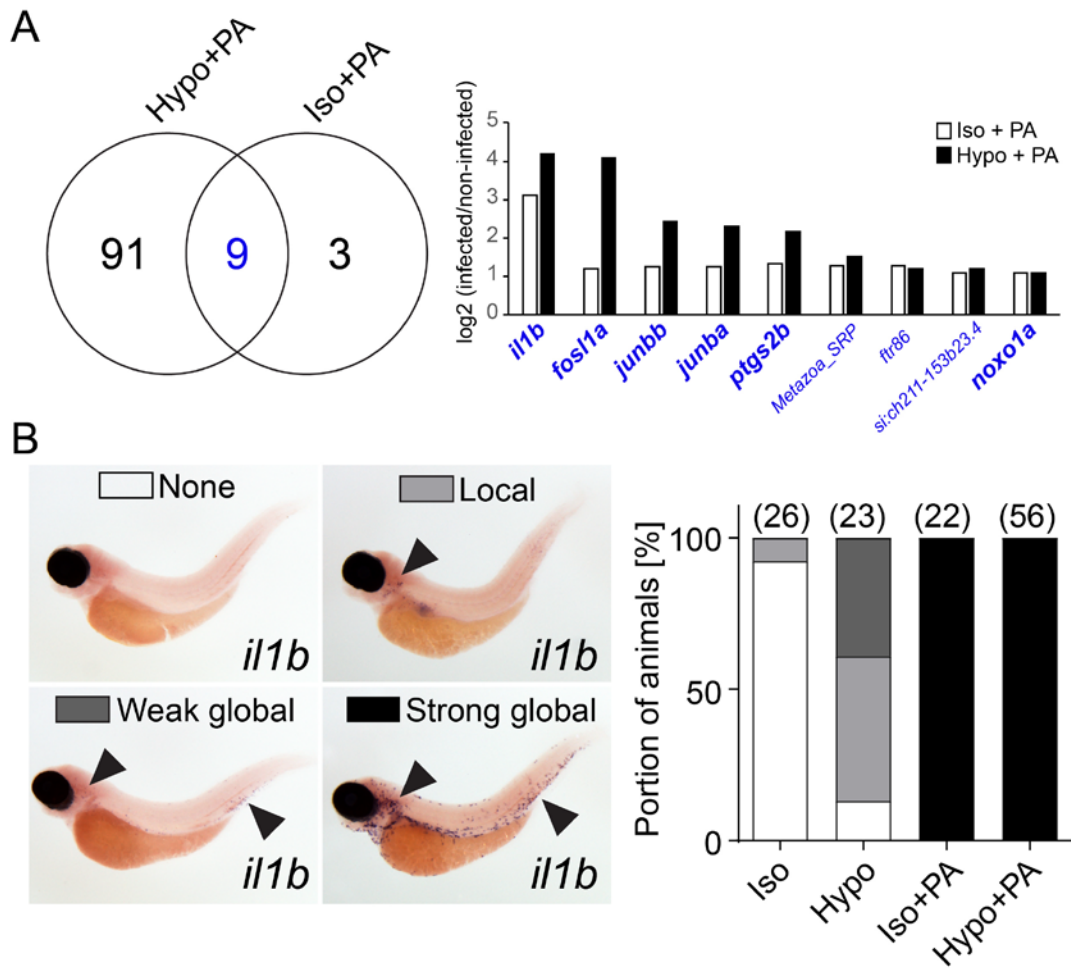 A
Hypo+PA
Iso+PA
91
9
3
log2 (infected/non-infected)
5
4
3
2
1
0
Iso + PA
Hypo + PA
il1b
fosl1a
junbb
junba
ptgs2b
Metazoa_SRP
ftr86
si:ch211-153b23.4
noxo1a
B
None
il1b
Local
il1b
Weak global
il1b
Strong global
il1b
Portion of animals [%]
100
50
0
(26) (23) (22) (56)
Iso
Hypo
Iso+PA
Hypo+PA